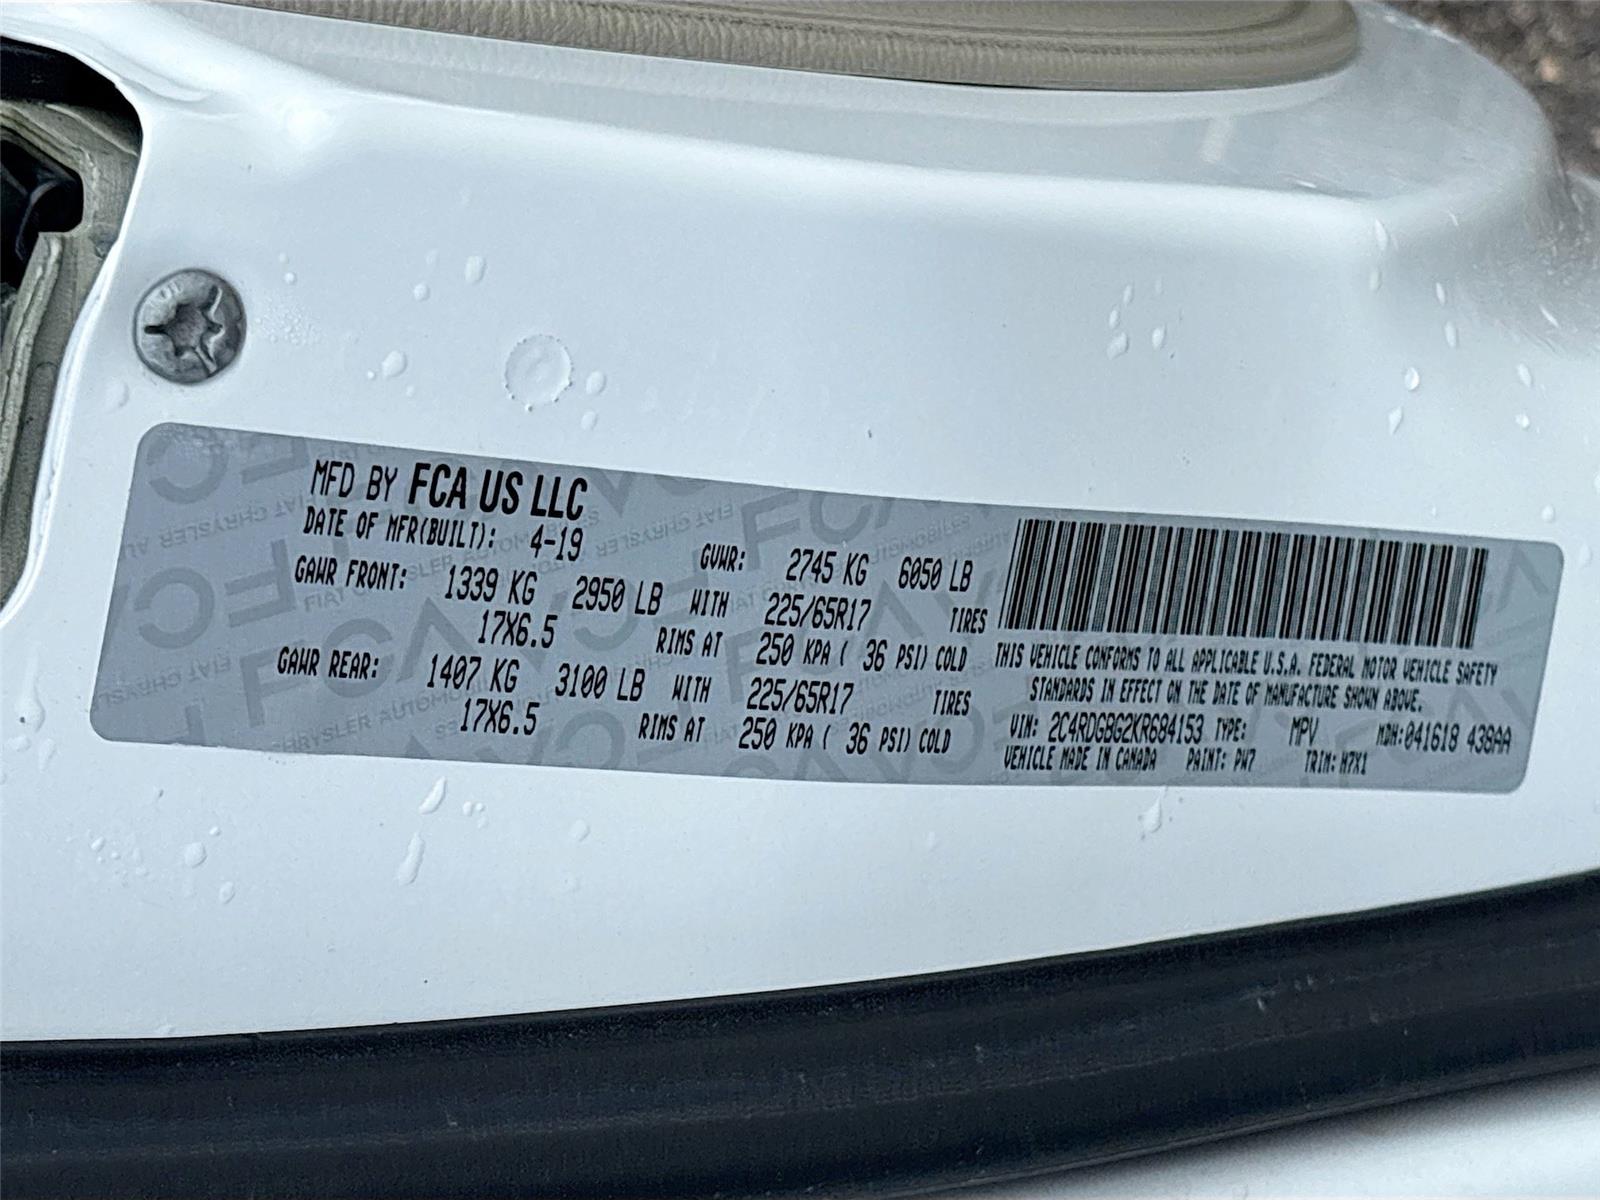 MFD BY FCA US LLC
DATE OF MFR(BUILT): 4-19 GVWR: 2745 KG 6050 LB
GAWR FRONT: 1339 KG 2950 LB WITH 225/65R17 TIRES
17X6.5 RIMS AT 250 KPA ( 36 PSI) COLD
GAWR REAR: 1407 KG 3100 LB WITH 225/65R17 TIRES
17X6.5 RIMS AT 250 KPA ( 36 PSI) COLD
THIS VEHICLE CONFORMS TO ALL APPLICABLE U.S.A. FEDERAL MOTOR VEHICLE SAFETY
STANDARDS IN EFFECT ON THE DATE OF MANUFACTURE SHOWN ABOVE.
VIN: 2C4RDGBG2KR684153 TYPE: MPV MDH:041618 438AA
VEHICLE MADE IN CANADA PAINT: PW7 TRIM: H7X1